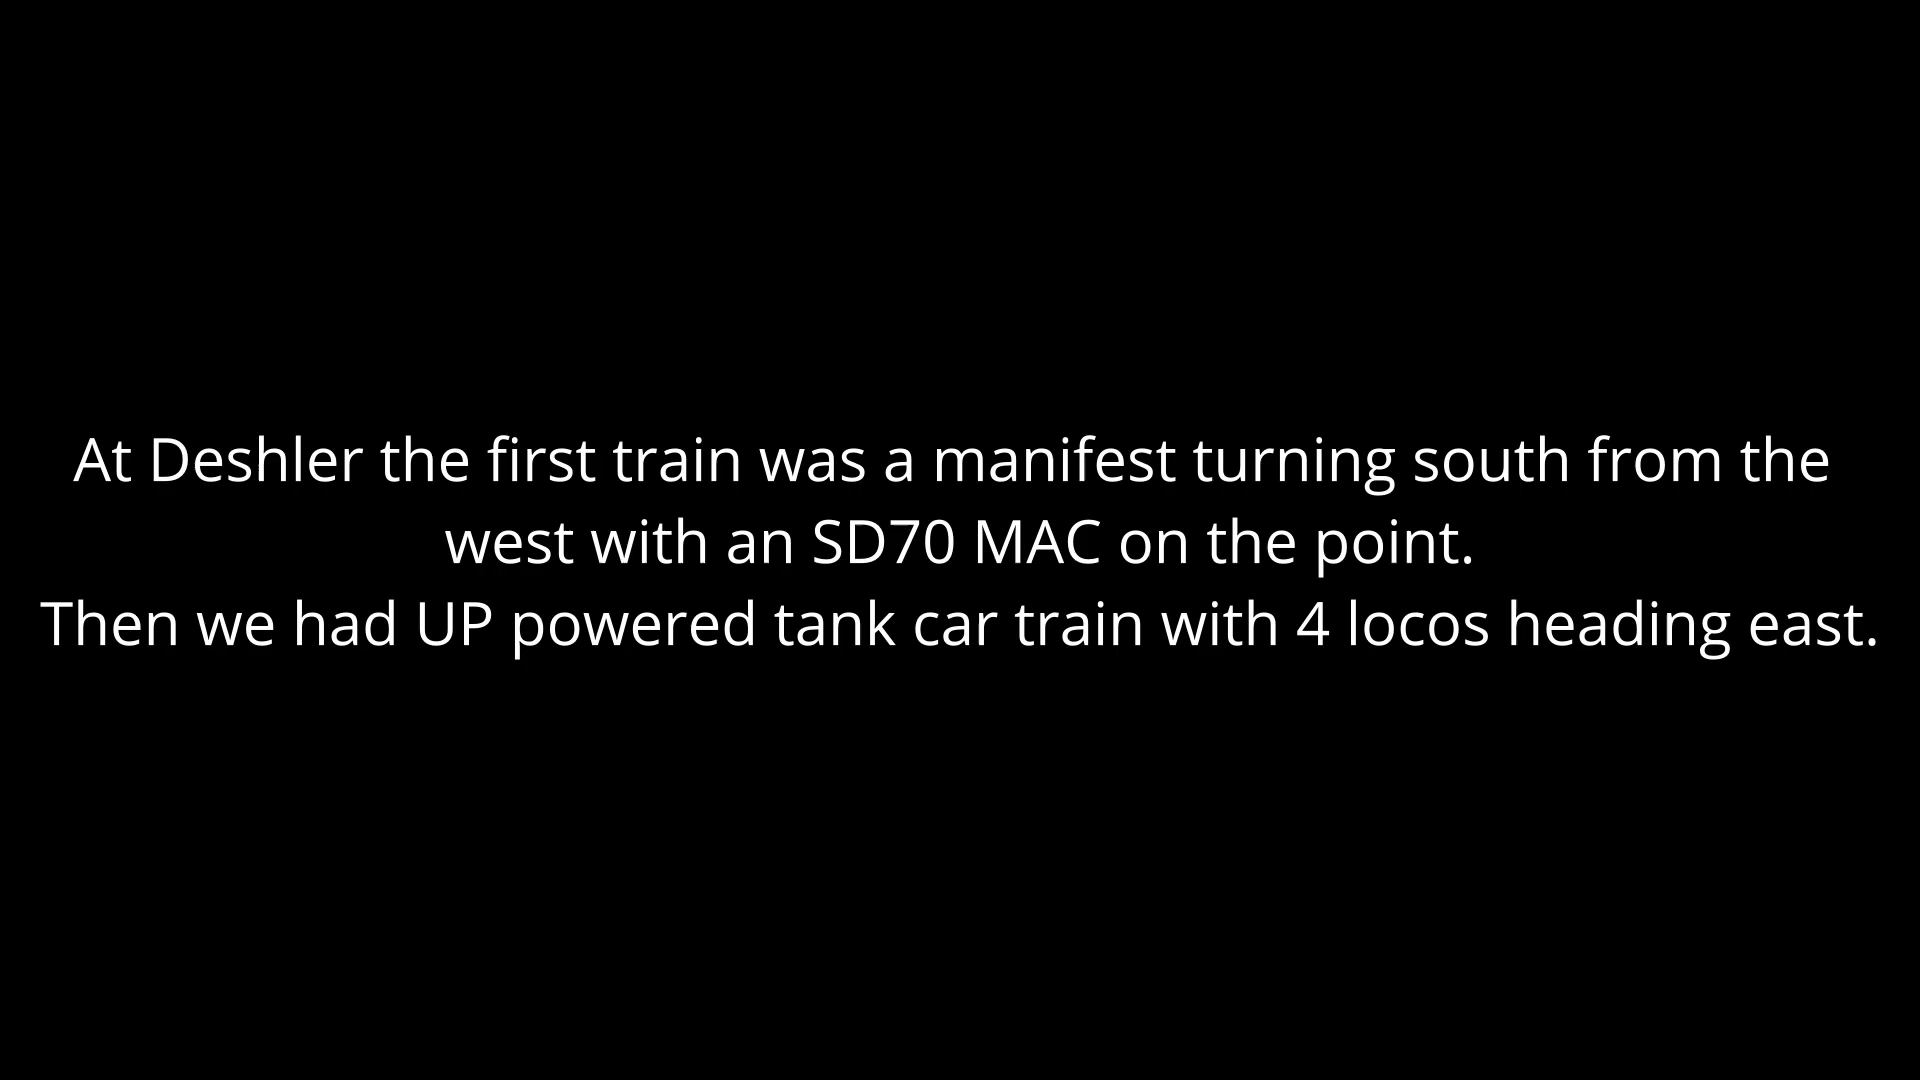 At Deshler the first train was a manifest turning south from the
west with an SD70 MAC on the point.
Then we had UP powered tank car train with 4 locos heading east.